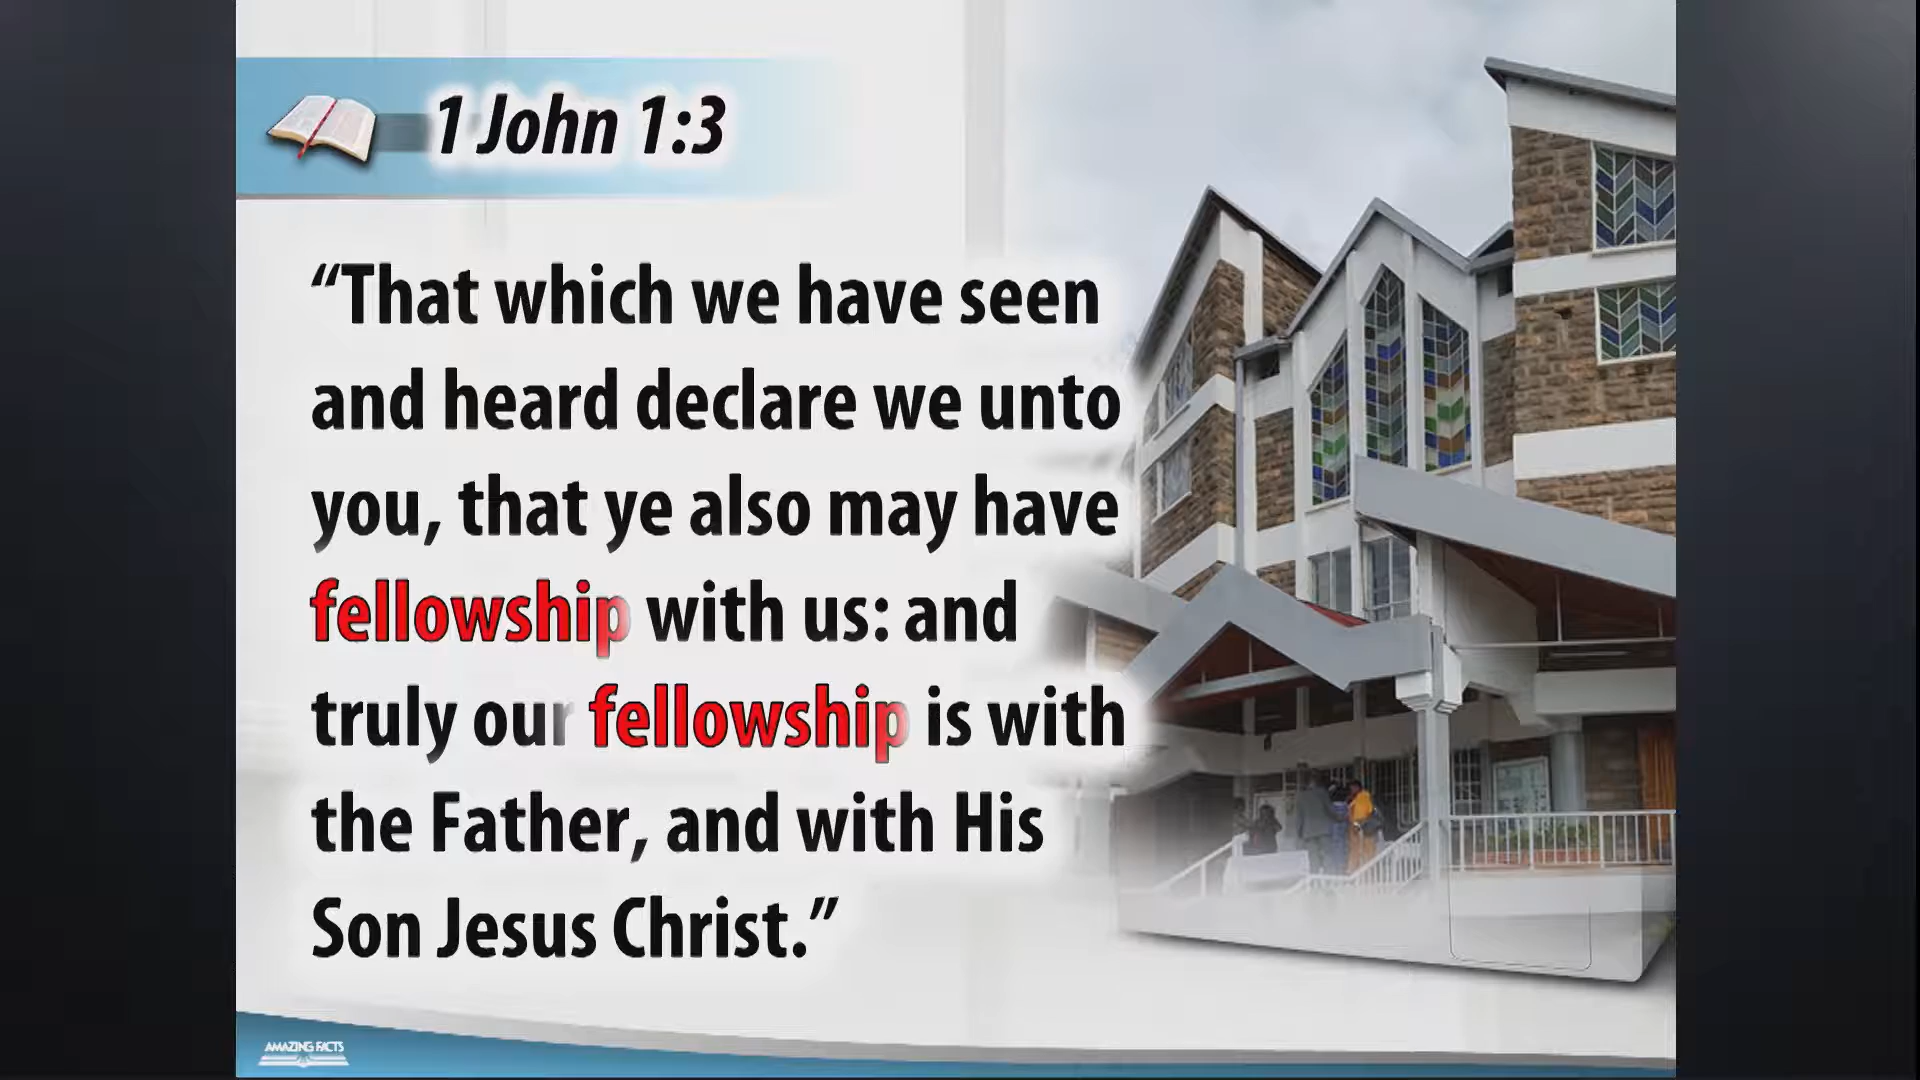 1 John 1:3
“That which we have seen
and heard declare we unto
you, that ye also may have
fellowship with us: and
truly our fellowship is with
the Father, and with His
Son Jesus Christ.”
AMAZING FACTS